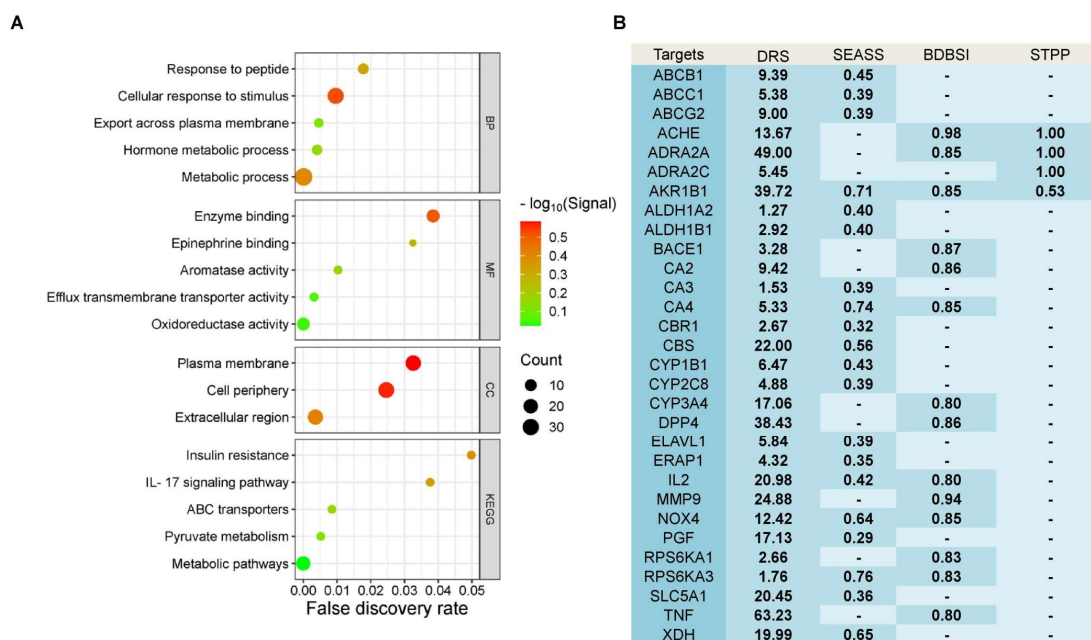 A
Response to peptide
Cellular response to stimulus
Export across plasma membrane
Hormone metabolic process
Metabolic process
BP
Enzyme binding
Epinephrine binding
Aromatase activity
Efflux transmembrane transporter activity
Oxidoreductase activity
MF
Plasma membrane
Cell periphery
Extracellular region
CC
Insulin resistance
IL- 17 signaling pathway
ABC transporters
Pyruvate metabolism
Metabolic pathways
KEGG
0.00 0.01 0.02 0.03 0.04 0.05
False discovery rate
- log10(Signal)
0.5
0.4
0.3
0.2
0.1
Count
10
20
30
B
Targets DRS SEASS BDBSI STPP
ABCB1 9.39 0.45 - -
ABCC1 5.38 0.39 - -
ABCG2 9.00 0.39 - -
ACHE 13.67 - 0.98 1.00
ADRA2A 49.00 - 0.85 1.00
ADRA2C 5.45 - - 1.00
AKR1B1 39.72 0.71 0.85 0.53
ALDH1A2 1.27 0.40 - -
ALDH1B1 2.92 0.40 - -
BACE1 3.28 - 0.87 -
CA2 9.42 - 0.86 -
CA3 1.53 0.39 - -
CA4 5.33 0.74 0.85 -
CBR1 2.67 0.32 - -
CBS 22.00 0.56 - -
CYP1B1 6.47 0.43 - -
CYP2C8 4.88 0.39 - -
CYP3A4 17.06 - 0.80 -
DPP4 38.43 - 0.86 -
ELAVL1 5.84 0.39 - -
ERAP1 4.32 0.35 - -
IL2 20.98 0.42 0.80 -
MMP9 24.88 - 0.94 -
NOX4 12.42 0.64 0.85 -
PGF 17.13 0.29 - -
RPS6KA1 2.66 - 0.83 -
RPS6KA3 1.76 0.76 0.83 -
SLC5A1 20.45 0.36 - -
TNF 63.23 - 0.80 -
XDH 19.99 0.65 - -